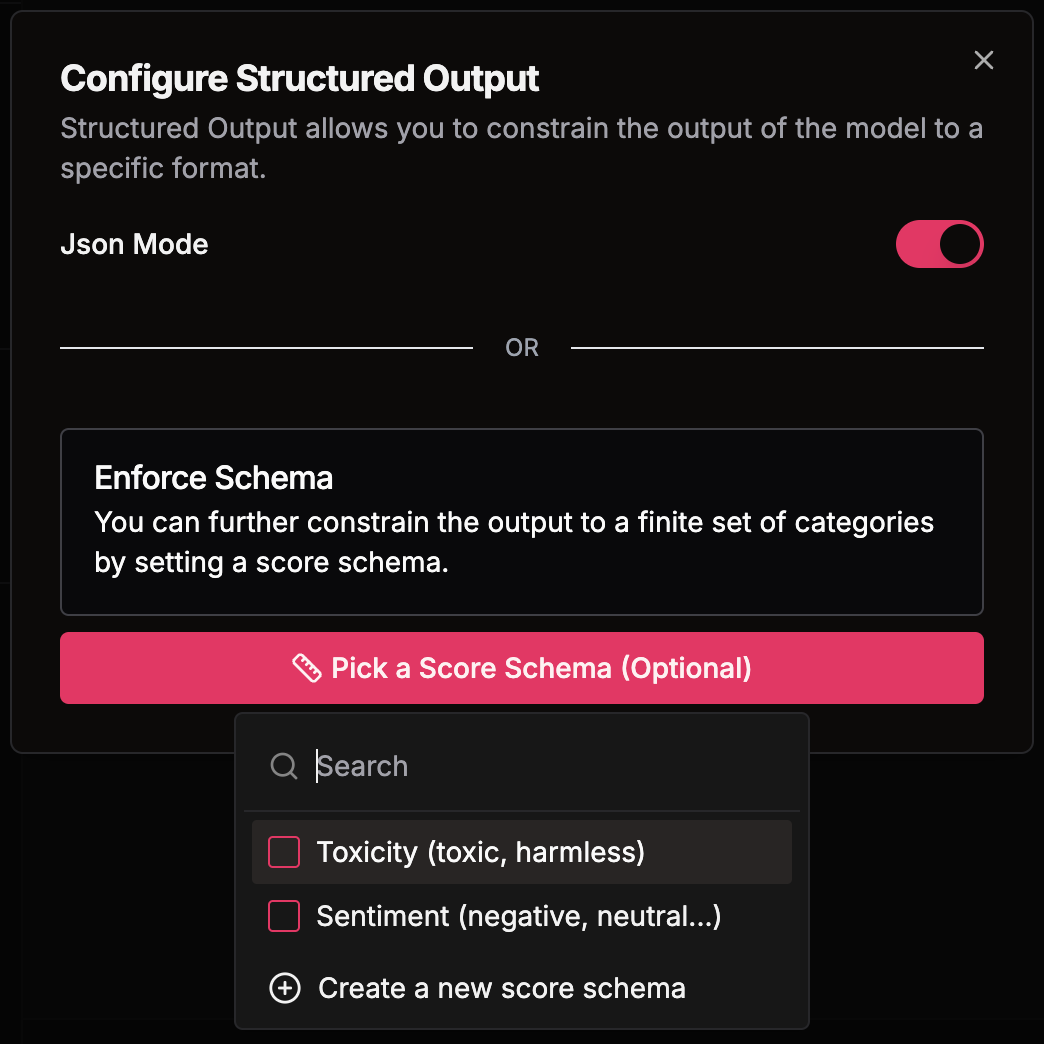 Configure Structured Output
Structured Output allows you to constrain the output of the model to a
specific format.
Json Mode
OR
Enforce Schema
You can further constrain the output to a finite set of categories
by setting a score schema.
Pick a Score Schema (Optional)
Search
Toxicity (toxic, harmless)
Sentiment (negative, neutral...)
Create a new score schema